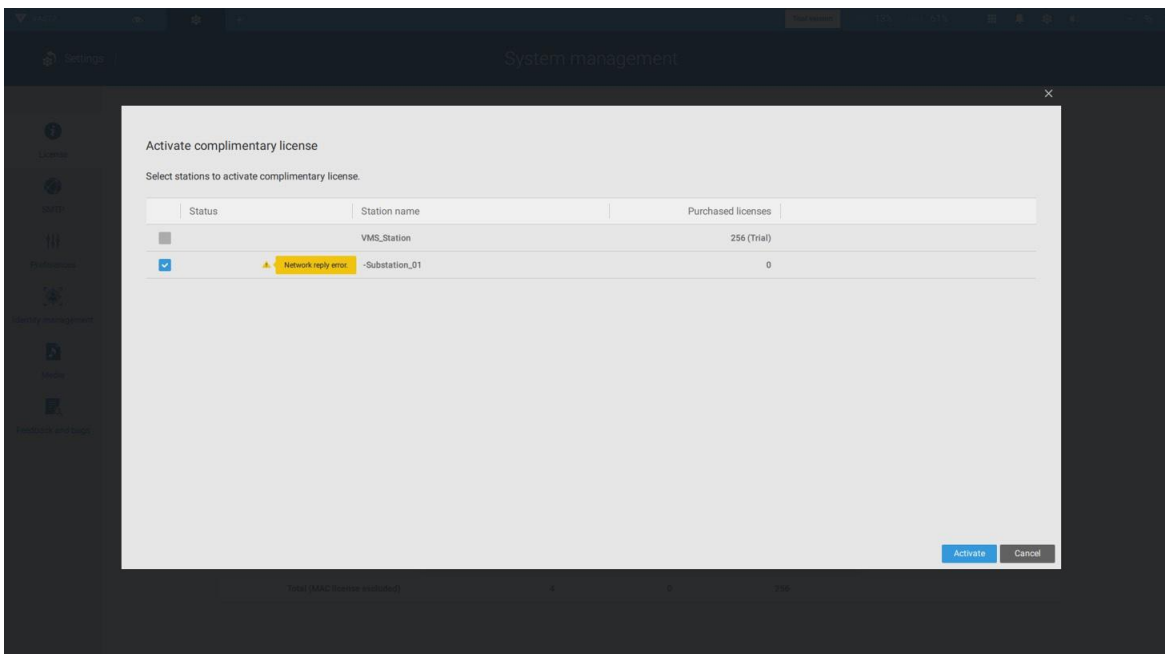 Settings
System management
License
Activate complimentary license
Select stations to activate complimentary license.
Status Station name Purchased licenses
VMS_Station 256 (Trial)
Network reply error. -Substation_01 0
Activate Cancel